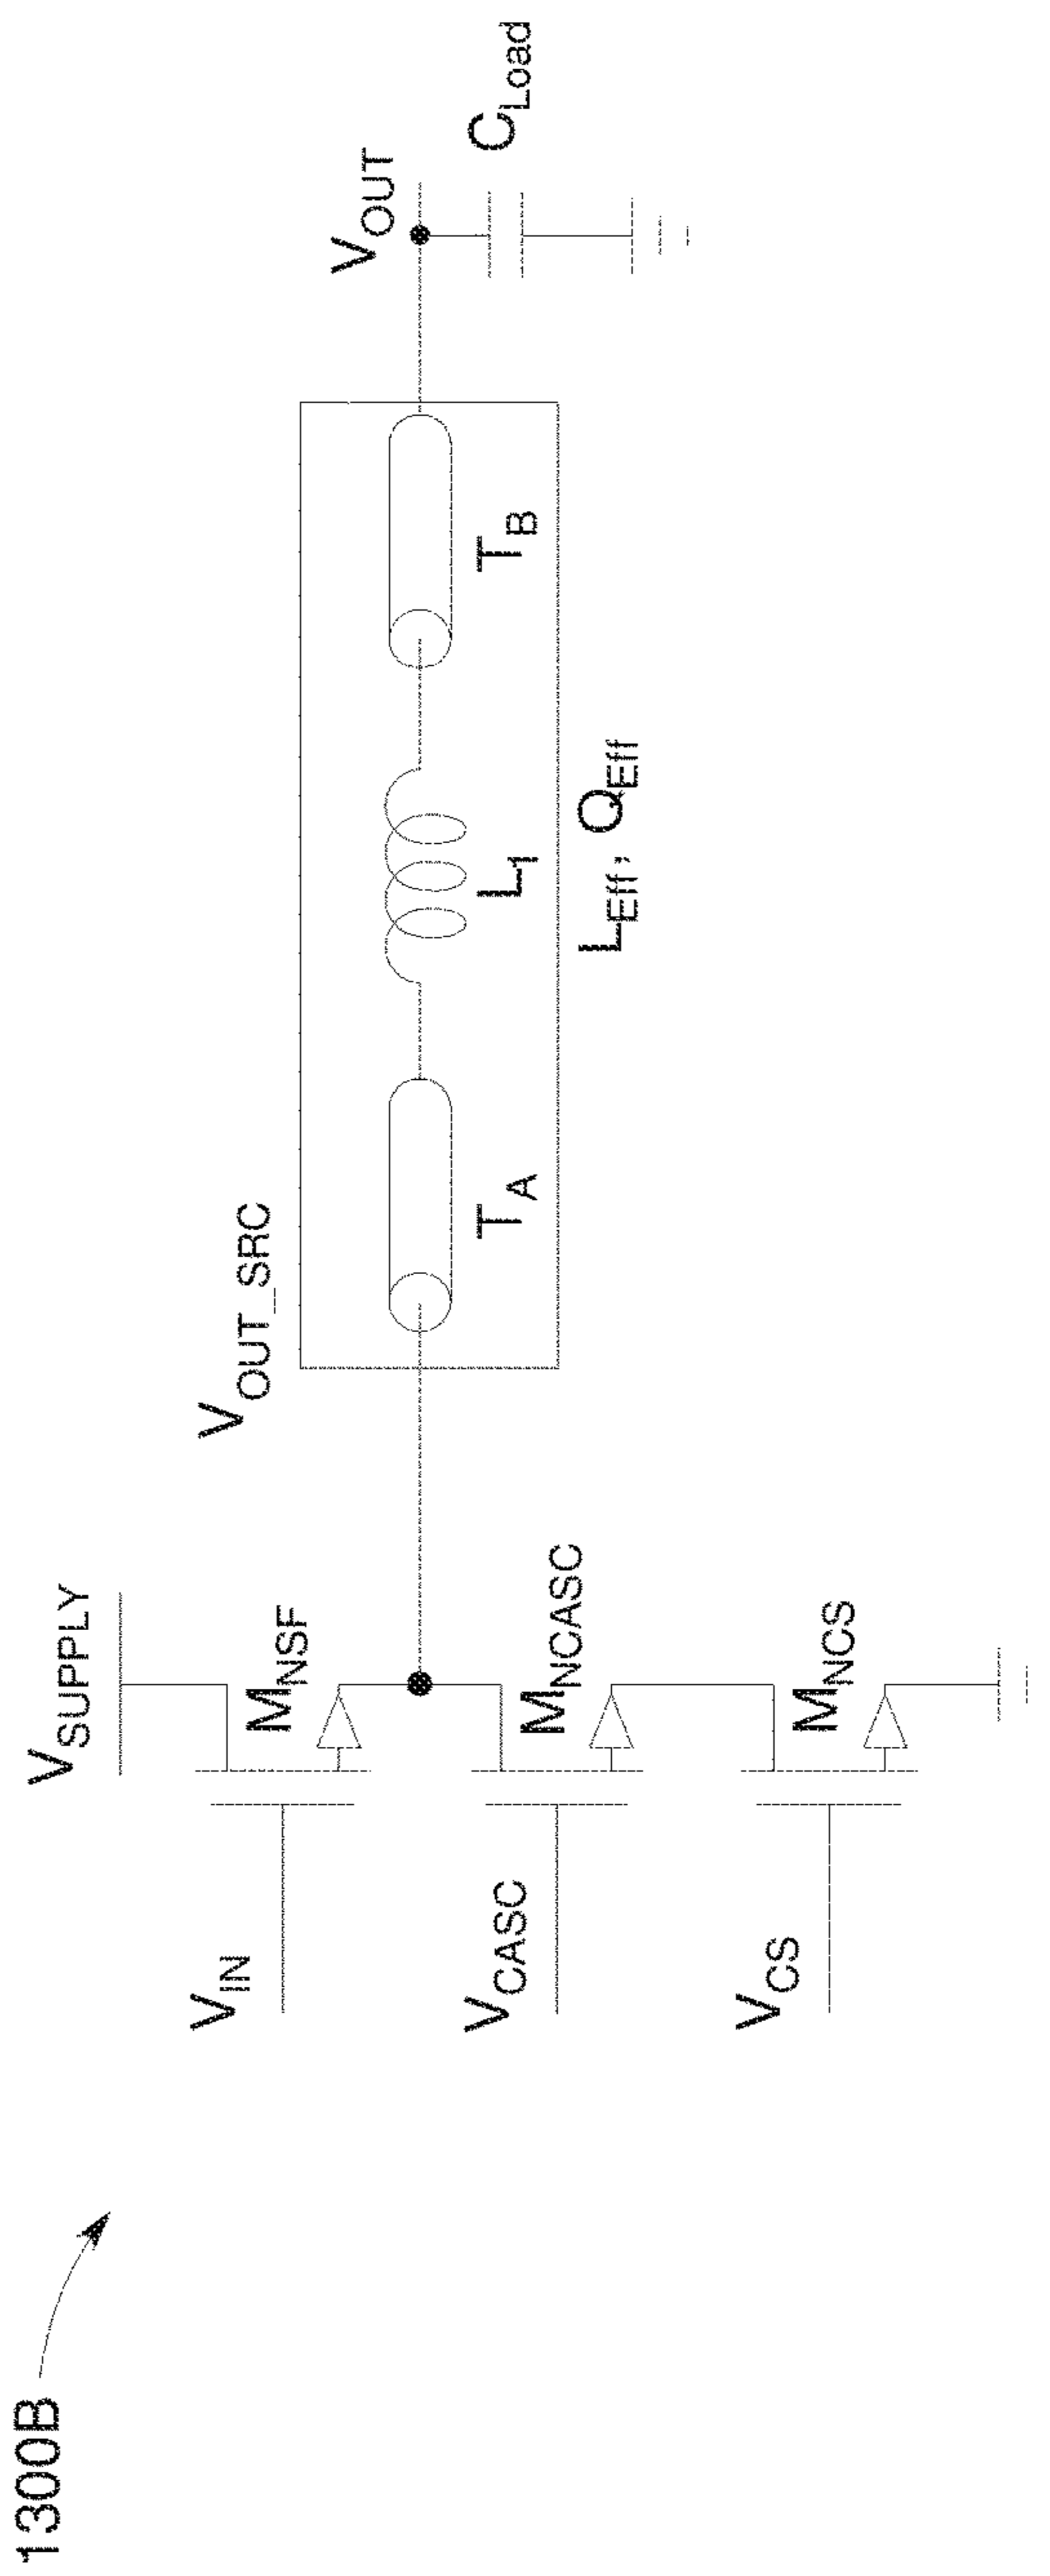 1300B
V_SUPPLY
V_IN
M_NSF
V_OUT_SRC
V_OUT
T_A
L_1
T_B
C_Load
V_CASC
M_NCASC
L_Eff, Q_Eff
V_CS
M_NCS